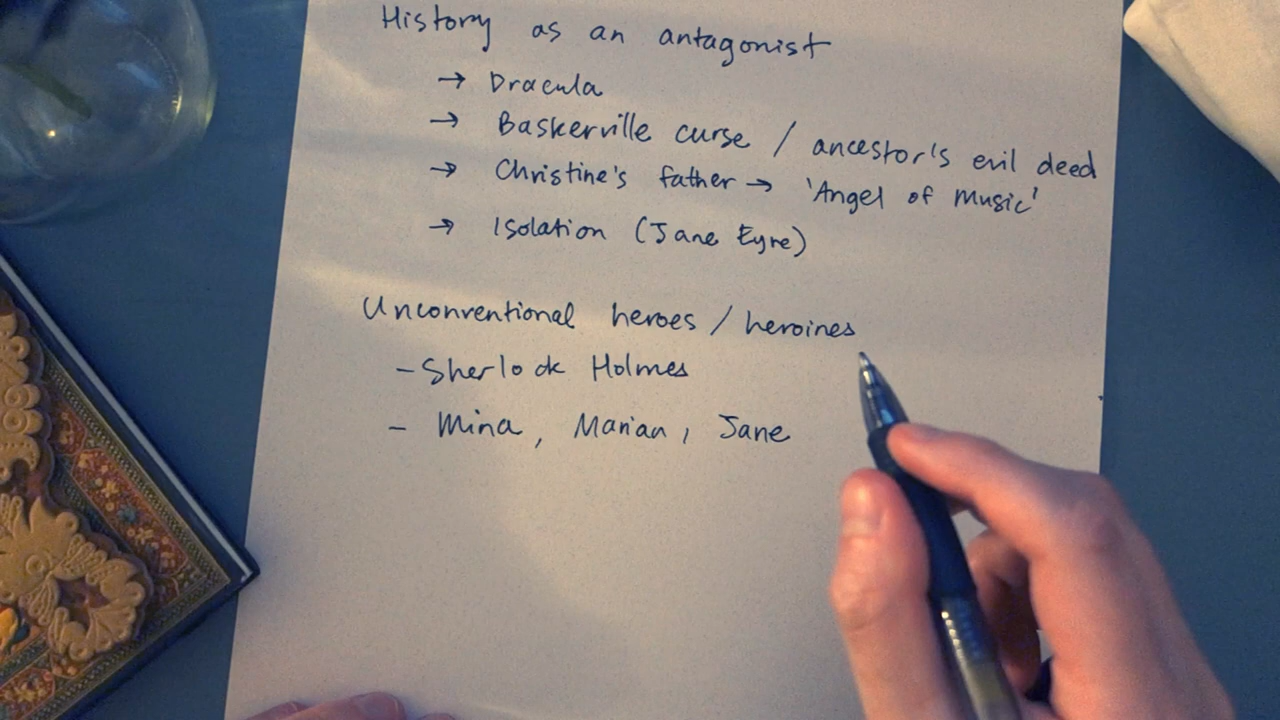 History as an antagonist
→ Dracula
→ Baskerville curse / ancestor's evil deed
→ Christine's father → 'Angel of Music'
→ Isolation (Jane Eyre)
Unconventional heroes / heroines
- Sherlock Holmes
- Mina, Marian, Jane